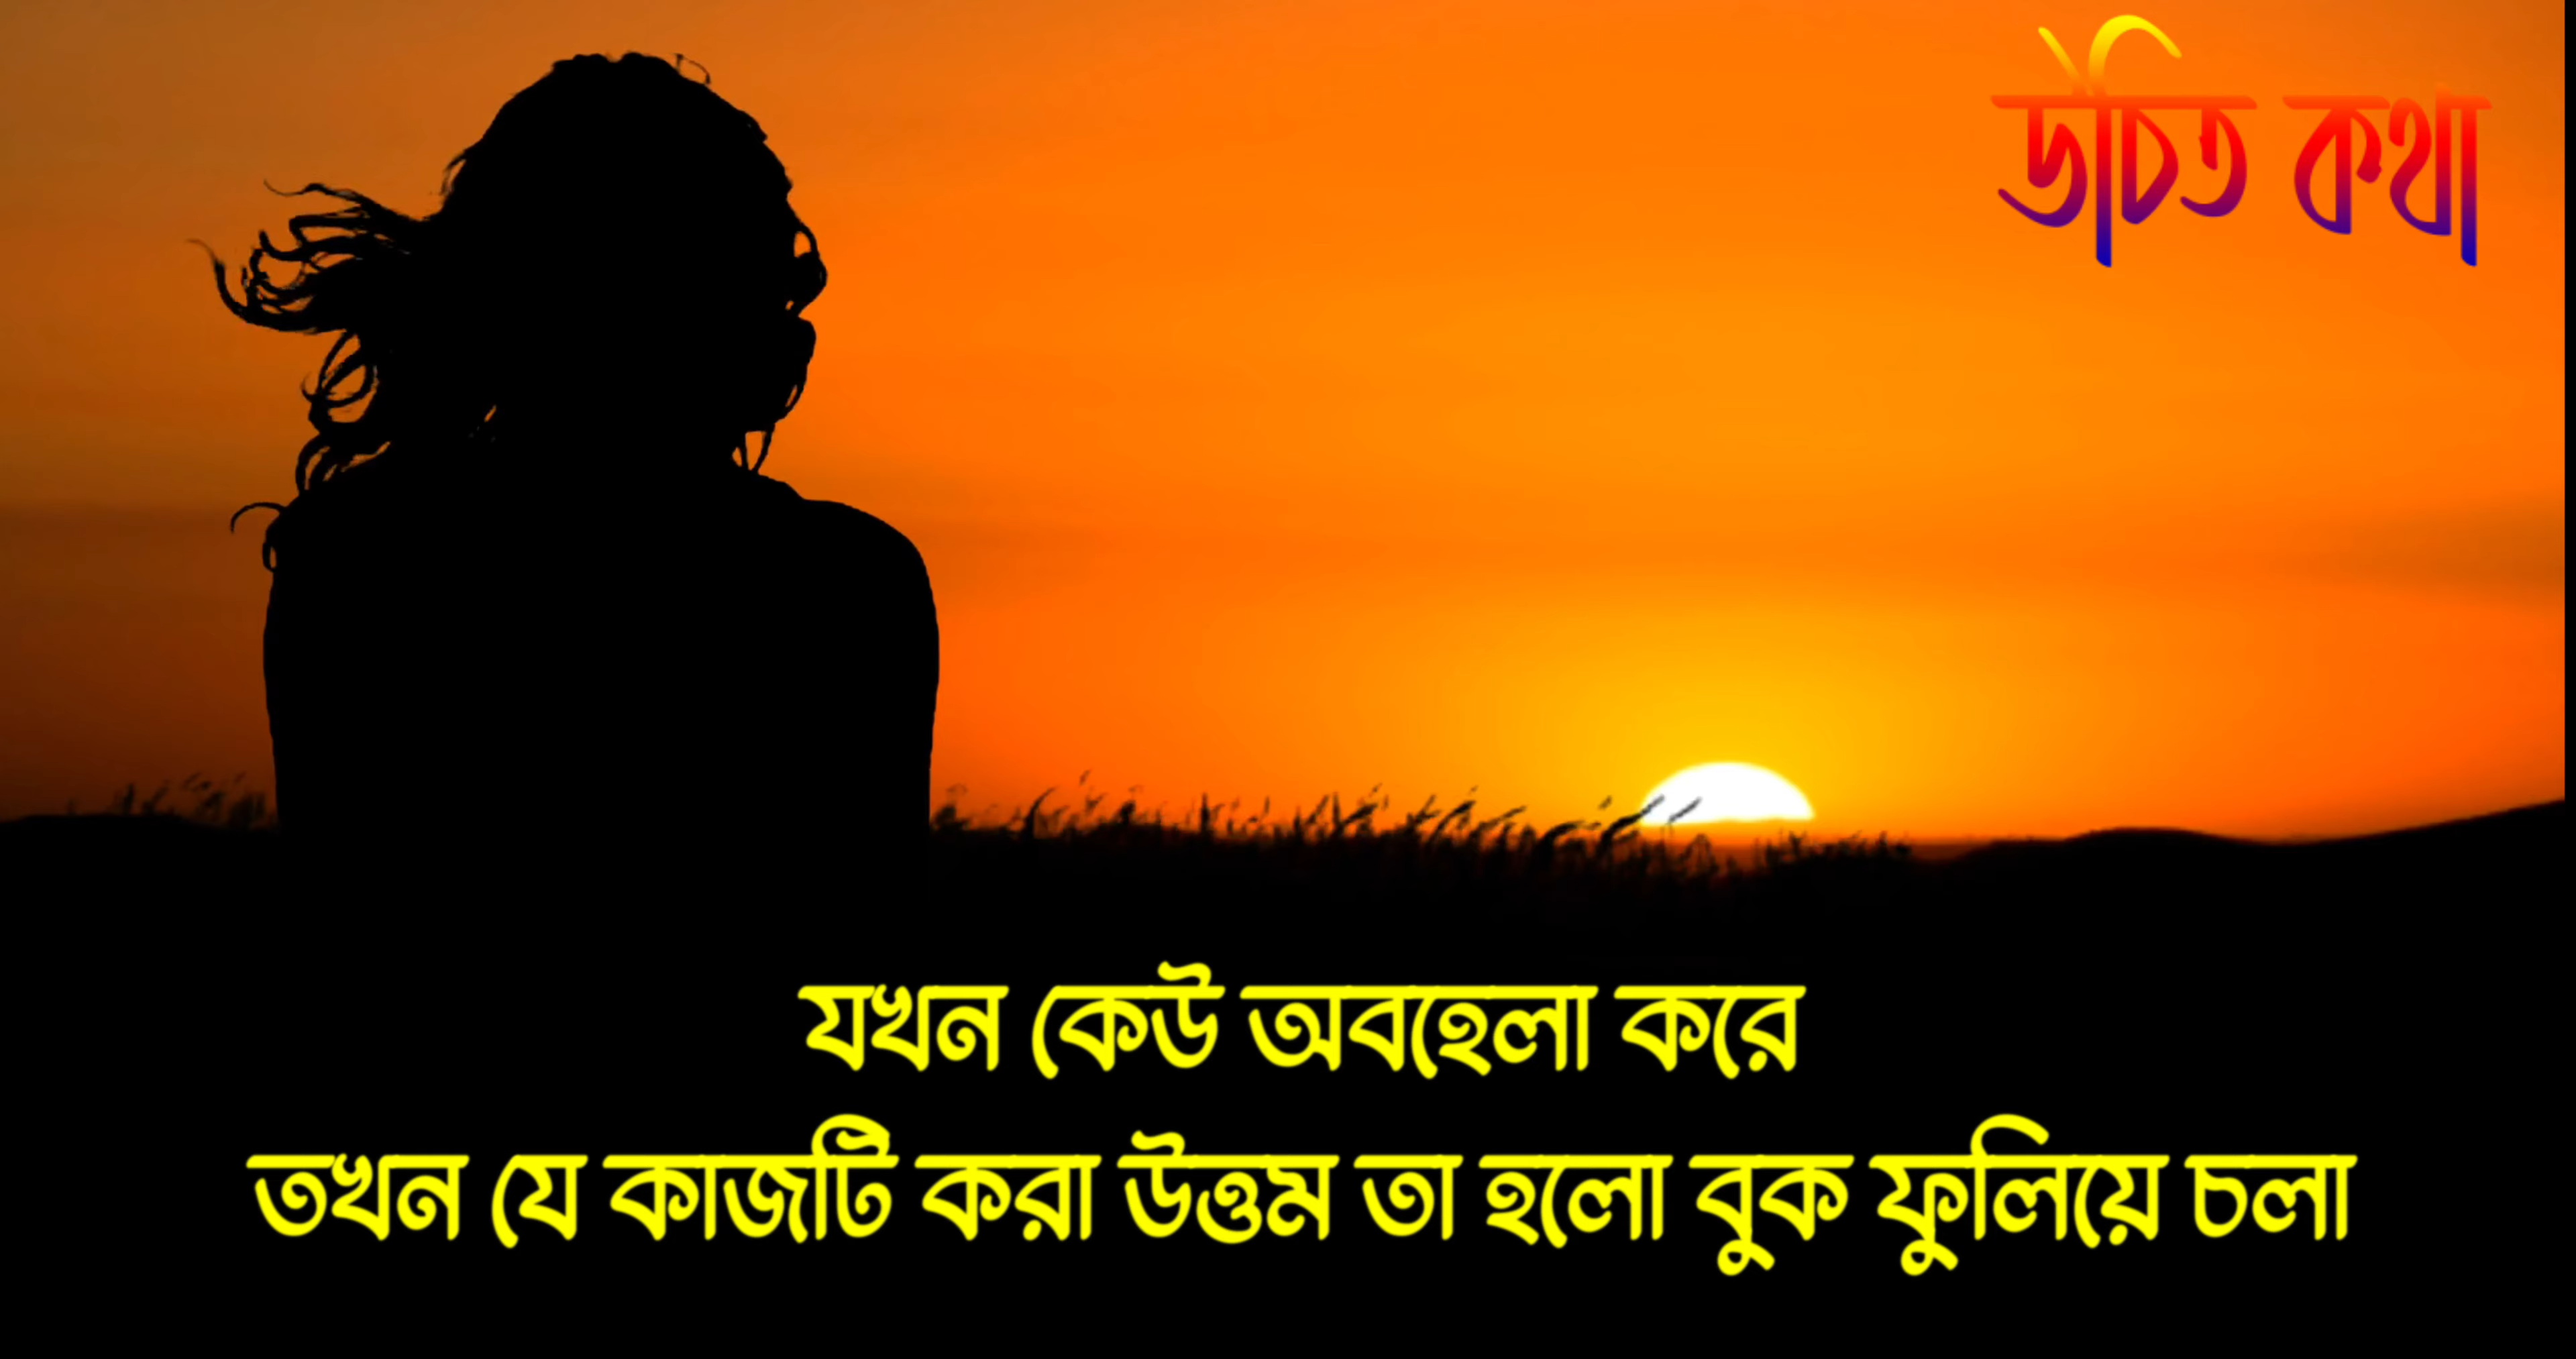 উচিত কথা
যখন কেউ অবহেলা করে
তখন যে কাজটি করা উত্তম তা হলো বুক ফুলিয়ে চলা